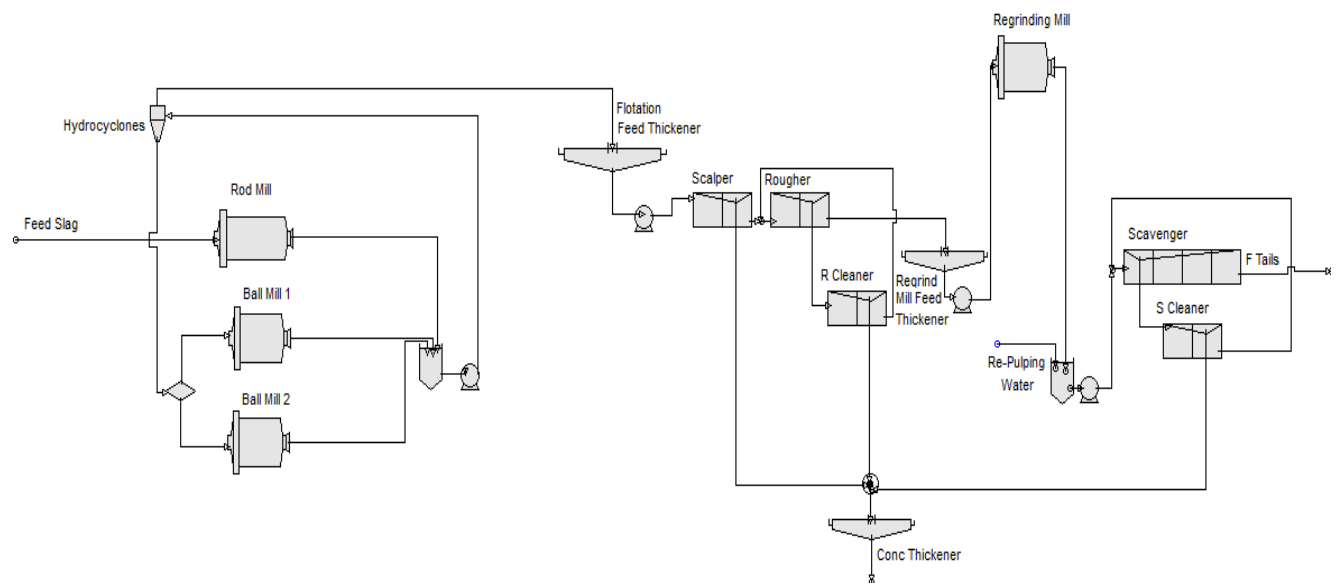 Regrinding Mill
Hydrocyclones
Flotation
Feed Thickener
Rod Mill
Feed Slag
Scalper
Rougher
Scavenger
F Tails
R Cleaner
Regrind
Mill Feed
Thickener
Ball Mill 1
S Cleaner
Re-Pulping
Water
Ball Mill 2
Conc Thickener